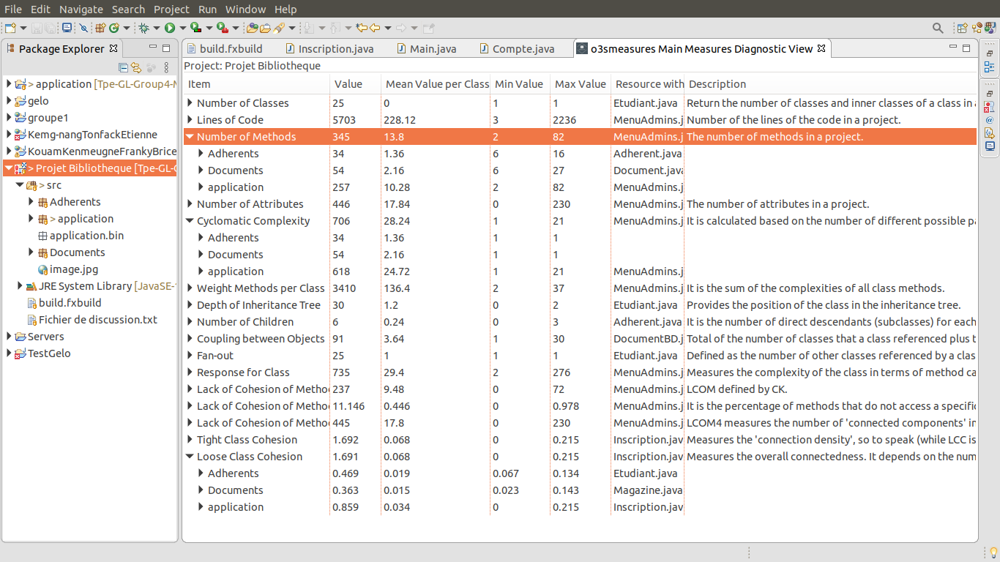 File Edit Navigate Search Project Run Window Help
Package Explorer
> application [Tpe-GL-Group4-M
gelo
groupe1
Kemg-nangTonfackEtienne
KouamKenmeugneFrankyBrice
> Projet Bibliotheque [Tpe-GL-G
> src
Adherents
> application
application.bin
Documents
image.jpg
JRE System Library [JavaSE-1
build.fxbuild
Fichier de discussion.txt
Servers
TestGelo
build.fxbuild Inscription.java Main.java Compte.java o3smeasures Main Measures Diagnostic View
Project: Projet Bibliotheque
Item Value Mean Value per Class Min Value Max Value Resource with Description
Number of Classes 25 0 1 1 Etudiant.java Return the number of classes and inner classes of a class in a
Lines of Code 5703 228.12 3 2236 MenuAdmins.j Number of the lines of the code in a project.
Number of Methods 345 13.8 2 82 MenuAdmins.j The number of methods in a project.
Adherents 34 1.36 6 16 Adherent.java
Documents 54 2.16 6 27 Document.java
application 257 10.28 2 82 MenuAdmins.j
Number of Attributes 446 17.84 0 230 MenuAdmins.j The number of attributes in a project.
Cyclomatic Complexity 706 28.24 1 21 MenuAdmins.j It is calculated based on the number of different possible pa
Adherents 34 1.36 1 1
Documents 54 2.16 1 1
application 618 24.72 1 21 MenuAdmins.j
Weight Methods per Class 3410 136.4 2 37 MenuAdmins.j It is the sum of the complexities of all class methods.
Depth of Inheritance Tree 30 1.2 0 2 Etudiant.java Provides the position of the class in the inheritance tree.
Number of Children 6 0.24 0 3 Adherent.java It is the number of direct descendants (subclasses) for each
Coupling between Objects 91 3.64 1 30 DocumentBD.j Total of the number of classes that a class referenced plus t
Fan-out 25 1 1 1 Etudiant.java Defined as the number of other classes referenced by a clas
Response for Class 735 29.4 2 276 MenuAdmins.j Measures the complexity of the class in terms of method ca
Lack of Cohesion of Metho 237 9.48 0 72 MenuAdmins.j LCOM defined by CK.
Lack of Cohesion of Metho 11.146 0.446 0 0.978 MenuAdmins.j It is the percentage of methods that do not access a specific
Lack of Cohesion of Metho 445 17.8 0 230 MenuAdmins.j LCOM4 measures the number of 'connected components' in
Tight Class Cohesion 1.692 0.068 0 0.215 Inscription.jav Measures the 'connection density', so to speak (while LCC is
Loose Class Cohesion 1.691 0.068 0 0.215 Inscription.jav Measures the overall connectedness. It depends on the num
Adherents 0.469 0.019 0.067 0.134 Etudiant.java
Documents 0.363 0.015 0.023 0.143 Magazine.java
application 0.859 0.034 0 0.215 Inscription.jav